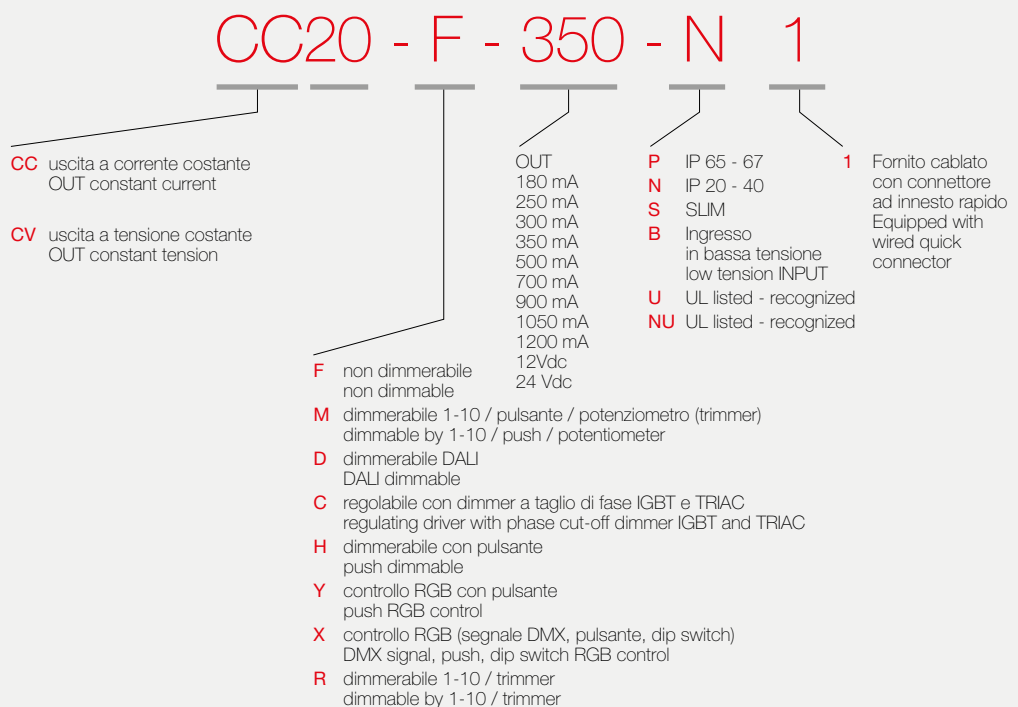 CC20 - F - 350 - N 1
CC uscita a corrente costante
OUT constant current
CV uscita a tensione costante
OUT constant tension
OUT
180 mA
250 mA
300 mA
350 mA
500 mA
700 mA
900 mA
1050 mA
1200 mA
12Vdc
24 Vdc
P IP 65 - 67
N IP 20 - 40
S SLIM
B Ingresso
in bassa tensione
low tension INPUT
U UL listed - recognized
NU UL listed - recognized
1 Fornito cablato
con connettore
ad innesto rapido
Equipped with
wired quick
connector
F non dimmerabile
non dimmable
M dimmerabile 1-10 / pulsante / potenziometro (trimmer)
dimmable by 1-10 / push / potentiometer
D dimmerabile DALI
DALI dimmable
C regolabile con dimmer a taglio di fase IGBT e TRIAC
regulating driver with phase cut-off dimmer IGBT and TRIAC
H dimmerabile con pulsante
push dimmable
Y controllo RGB con pulsante
push RGB control
X controllo RGB (segnale DMX, pulsante, dip switch)
DMX signal, push, dip switch RGB control
R dimmerabile 1-10 / trimmer
dimmable by 1-10 / trimmer